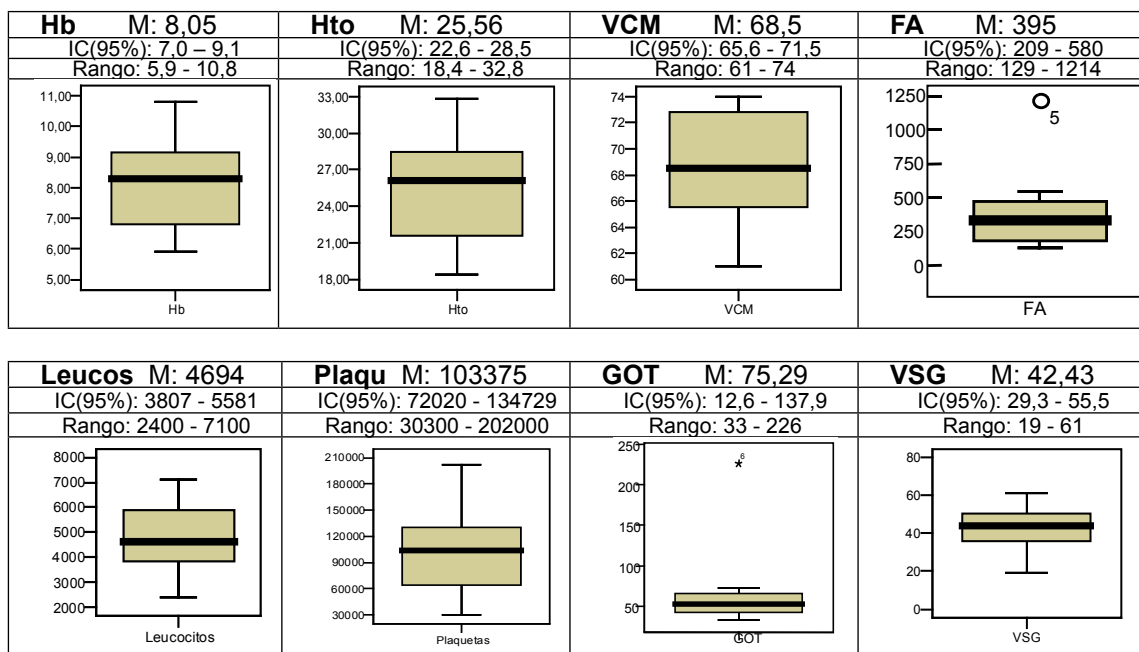 Hb M: 8,05
IC(95%): 7,0 – 9,1
Rango: 5,9 - 10,8
11,00
10,00
9,00
8,00
7,00
6,00
5,00
Hb
Hto M: 25,56
IC(95%): 22,6 - 28,5
Rango: 18,4 - 32,8
33,00
30,00
27,00
24,00
21,00
18,00
Hto
VCM M: 68,5
IC(95%): 65,6 - 71,5
Rango: 61 - 74
74
72
70
68
66
64
62
60
VCM
FA M: 395
IC(95%): 209 - 580
Rango: 129 - 1214
1250
1000
750
500
250
0
5
FA
Leucos M: 4694
IC(95%): 3807 - 5581
Rango: 2400 - 7100
8000
7000
6000
5000
4000
3000
2000
Leucocitos
Plaqu M: 103375
IC(95%): 72020 - 134729
Rango: 30300 - 202000
210000
180000
150000
120000
90000
60000
30000
Plaquetas
GOT M: 75,29
IC(95%): 12,6 - 137,9
Rango: 33 - 226
250
200
150
100
50
6
GOT
VSG M: 42,43
IC(95%): 29,3 - 55,5
Rango: 19 - 61
80
60
40
20
0
VSG